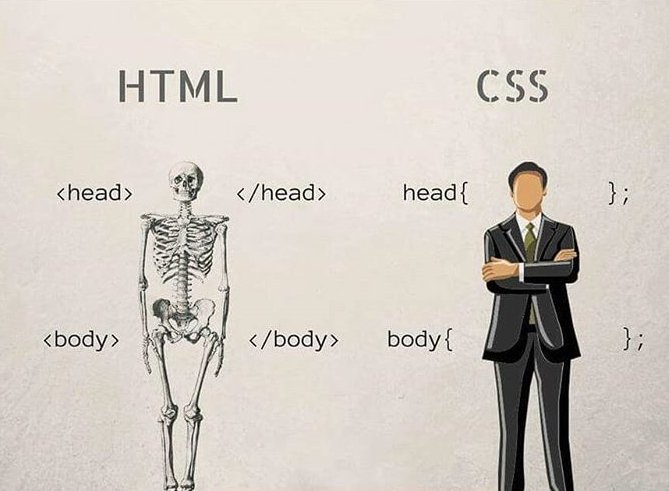 HTML
CSS
<head> </head>
head{ };
<body> </body>
body{ };